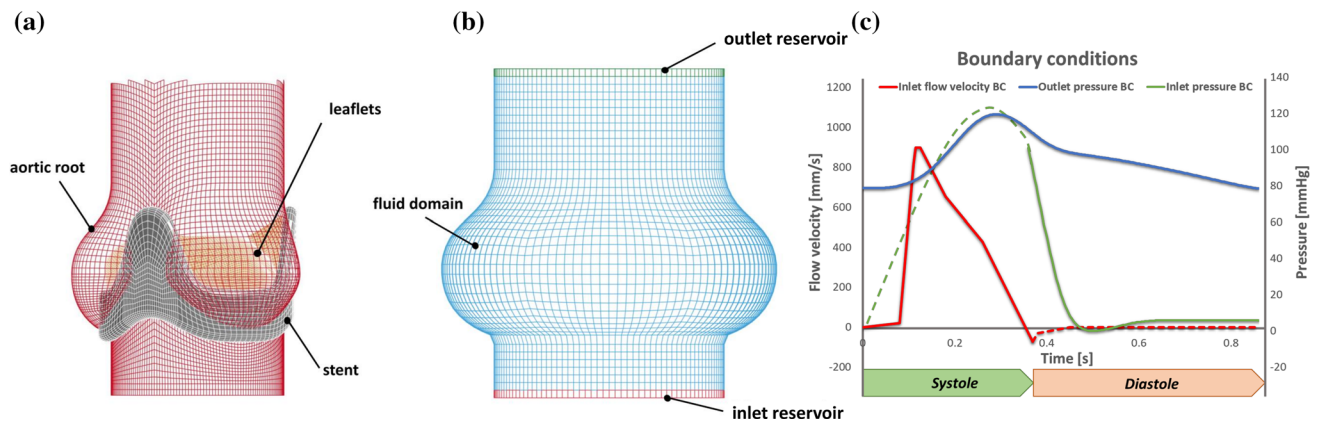 (a)
aortic root
leaflets
stent
(b)
outlet reservoir
fluid domain
inlet reservoir
(c)
Boundary conditions
Inlet flow velocity BC
Outlet pressure BC
Inlet pressure BC
Flow velocity [mm/s]
1200
1000
800
600
400
200
0
-200
Pressure [mmHg]
140
120
100
80
60
40
20
0
-20
0
0.2
0.4
0.6
0.8
Time [s]
Systole
Diastole